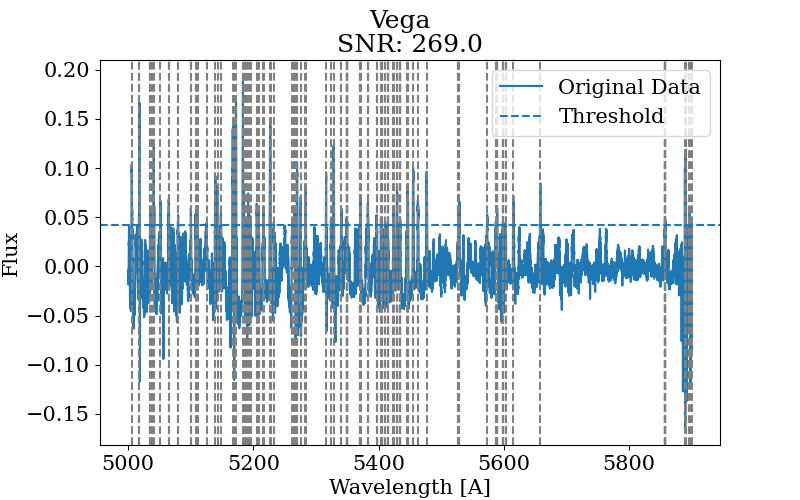 Vega
SNR: 269.0
Original Data
Threshold
0.20
0.15
0.10
0.05
0.00
−0.05
−0.10
−0.15
Flux
5000 5200 5400 5600 5800
Wavelength [A]